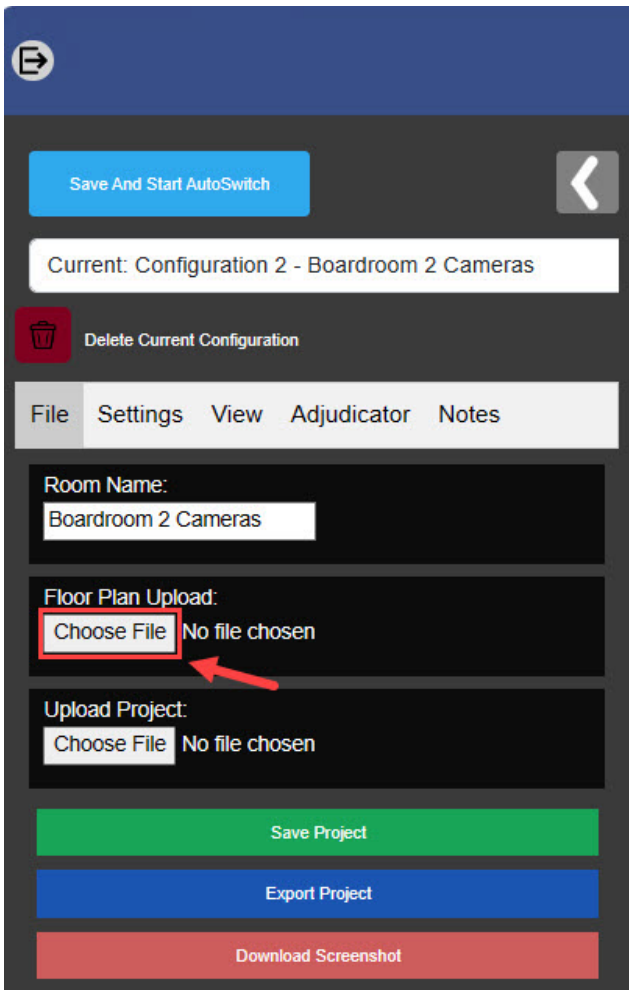 Save And Start AutoSwitch
Current: Configuration 2 - Boardroom 2 Cameras
Delete Current Configuration
File Settings View Adjudicator Notes
Room Name:
Boardroom 2 Cameras
Floor Plan Upload:
Choose File No file chosen
Upload Project:
Choose File No file chosen
Save Project
Export Project
Download Screenshot